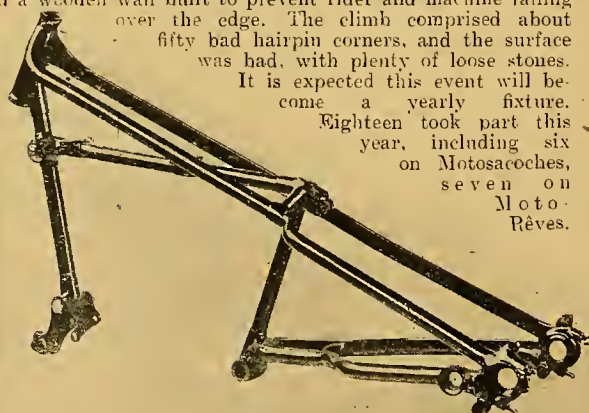 a wooden wall built to prevent rider and machine falling
over the edge. The climb comprised about
fifty bad hairpin corners, and the surface
was bad, with plenty of loose stones.
It is expected this event will be-
come a yearly fixture.
Eighteen took part this
year, including six
on Motosacoches,
seven on
Moto-
Rêves.